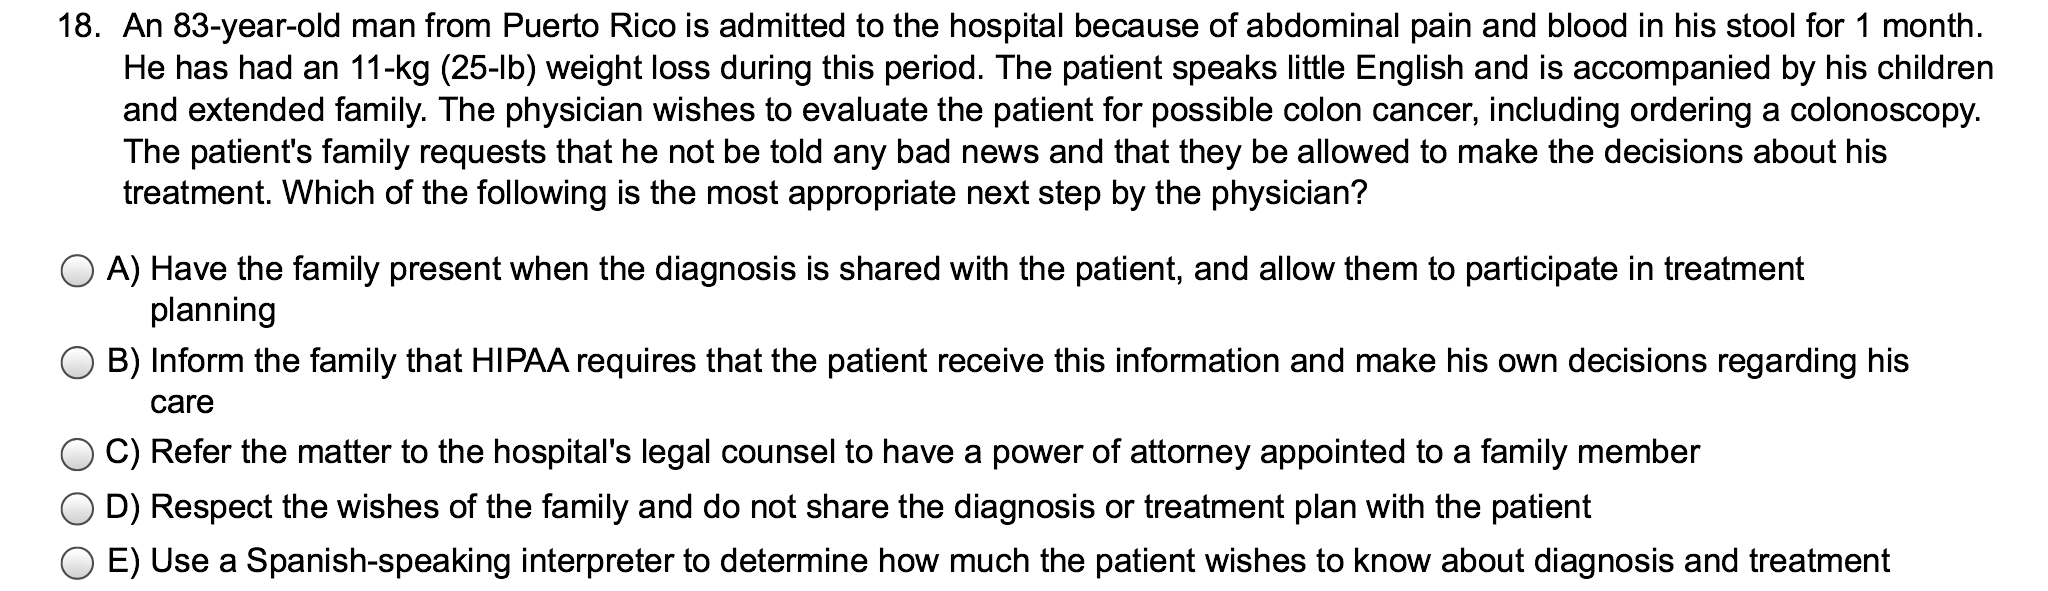 18. An 83-year-old man from Puerto Rico is admitted to the hospital because of abdominal pain and blood in his stool for 1 month.
He has had an 11-kg (25-lb) weight loss during this period. The patient speaks little English and is accompanied by his children
and extended family. The physician wishes to evaluate the patient for possible colon cancer, including ordering a colonoscopy.
The patient's family requests that he not be told any bad news and that they be allowed to make the decisions about his
treatment. Which of the following is the most appropriate next step by the physician?
A) Have the family present when the diagnosis is shared with the patient, and allow them to participate in treatment
planning
B) Inform the family that HIPAA requires that the patient receive this information and make his own decisions regarding his
care
C) Refer the matter to the hospital's legal counsel to have a power of attorney appointed to a family member
D) Respect the wishes of the family and do not share the diagnosis or treatment plan with the patient
E) Use a Spanish-speaking interpreter to determine how much the patient wishes to know about diagnosis and treatment